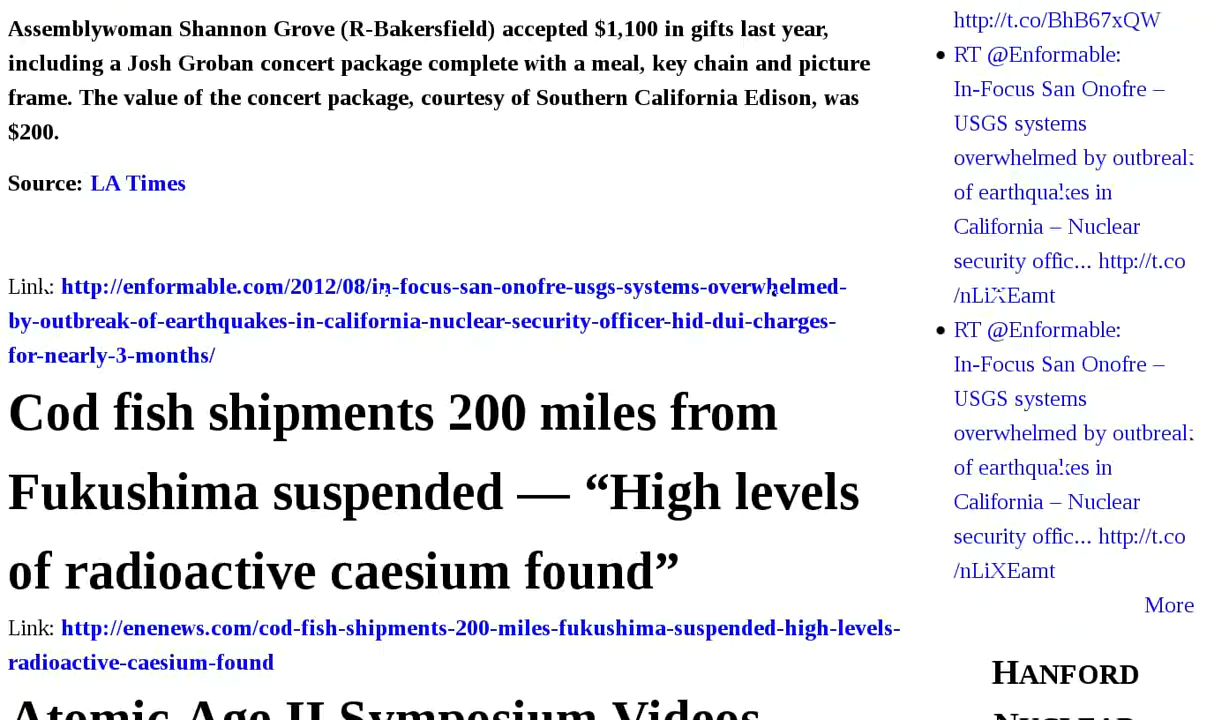 Assemblywoman Shannon Grove (R-Bakersfield) accepted $1,100 in gifts last year,
including a Josh Groban concert package complete with a meal, key chain and picture
frame. The value of the concert package, courtesy of Southern California Edison, was
$200.
Source: LA Times
Link: http://enformable.com/2012/08/in-focus-san-onofre-usgs-systems-overwhelmed-
by-outbreak-of-earthquakes-in-california-nuclear-security-officer-hid-dui-charges-
for-nearly-3-months/
Cod fish shipments 200 miles from
Fukushima suspended — “High levels
of radioactive caesium found”
Link: http://enenews.com/cod-fish-shipments-200-miles-fukushima-suspended-high-levels-
radioactive-caesium-found
Atomic Age II Symposium Videos
http://t.co/BhB67xQW
RT @Enformable:
In-Focus San Onofre –
USGS systems
overwhelmed by outbreak
of earthquakes in
California – Nuclear
security offic... http://t.co
/nLiXEamt
RT @Enformable:
In-Focus San Onofre –
USGS systems
overwhelmed by outbreak
of earthquakes in
California – Nuclear
security offic... http://t.co
/nLiXEamt
More
HANFORD
NUCLEAR